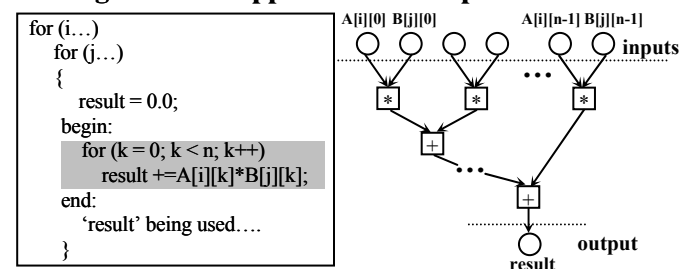 for (i…)
for (j…)
{
result = 0.0;
begin:
for (k = 0; k < n; k++)
result +=A[i][k]*B[j][k];
end:
‘result’ being used….
}
A[i][0] B[j][0] A[i][n-1] B[j][n-1]
inputs
...
* * *
+
...
+
output
result